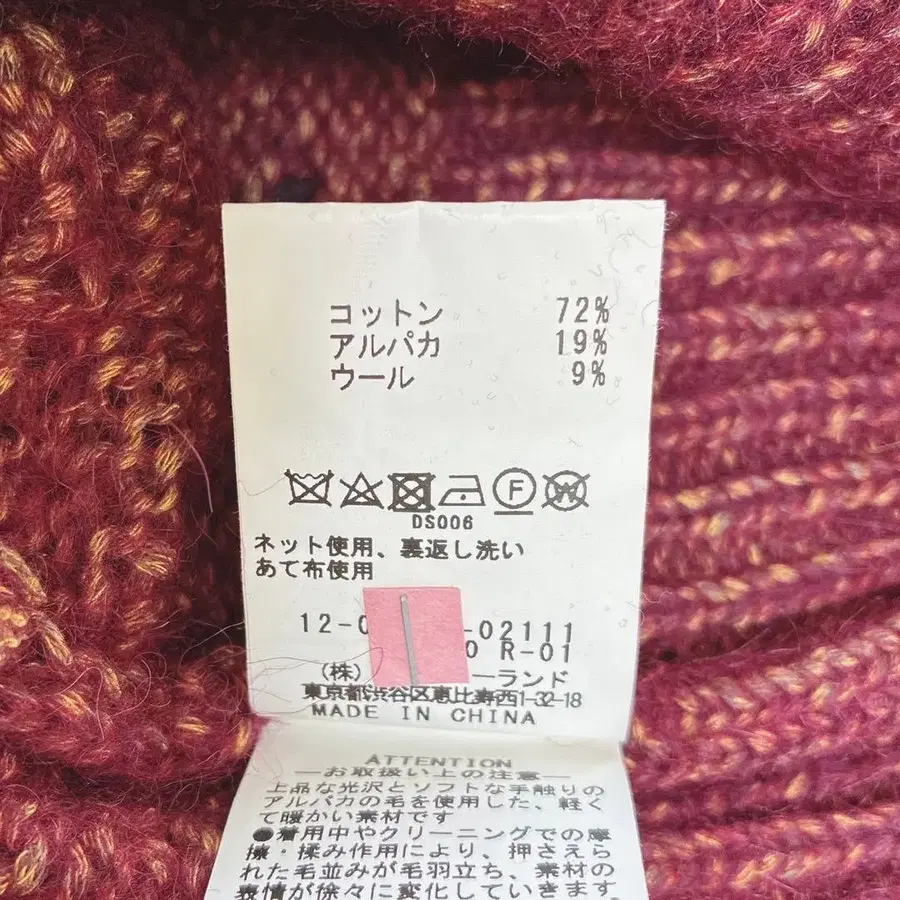 コットン 72%
アルパカ 19%
ウール 9%
F W
DS006
ネット使用、裏返し洗い
あて布使用
12-0 -02111
0 R-01
(株) ーランド
東京都渋谷区恵比寿西1-32-18
MADE IN CHINA
ATTENTION
—お取扱い上の注意—
上品な光沢とソフトな手触りの
アルパカの毛を使用した、軽く
て暖かい素材です
●着用中やクリーニングでの摩
擦・揉み作用により、押さえら
れた毛並みが毛羽立ち、素材の
表情が徐々に変化していきます